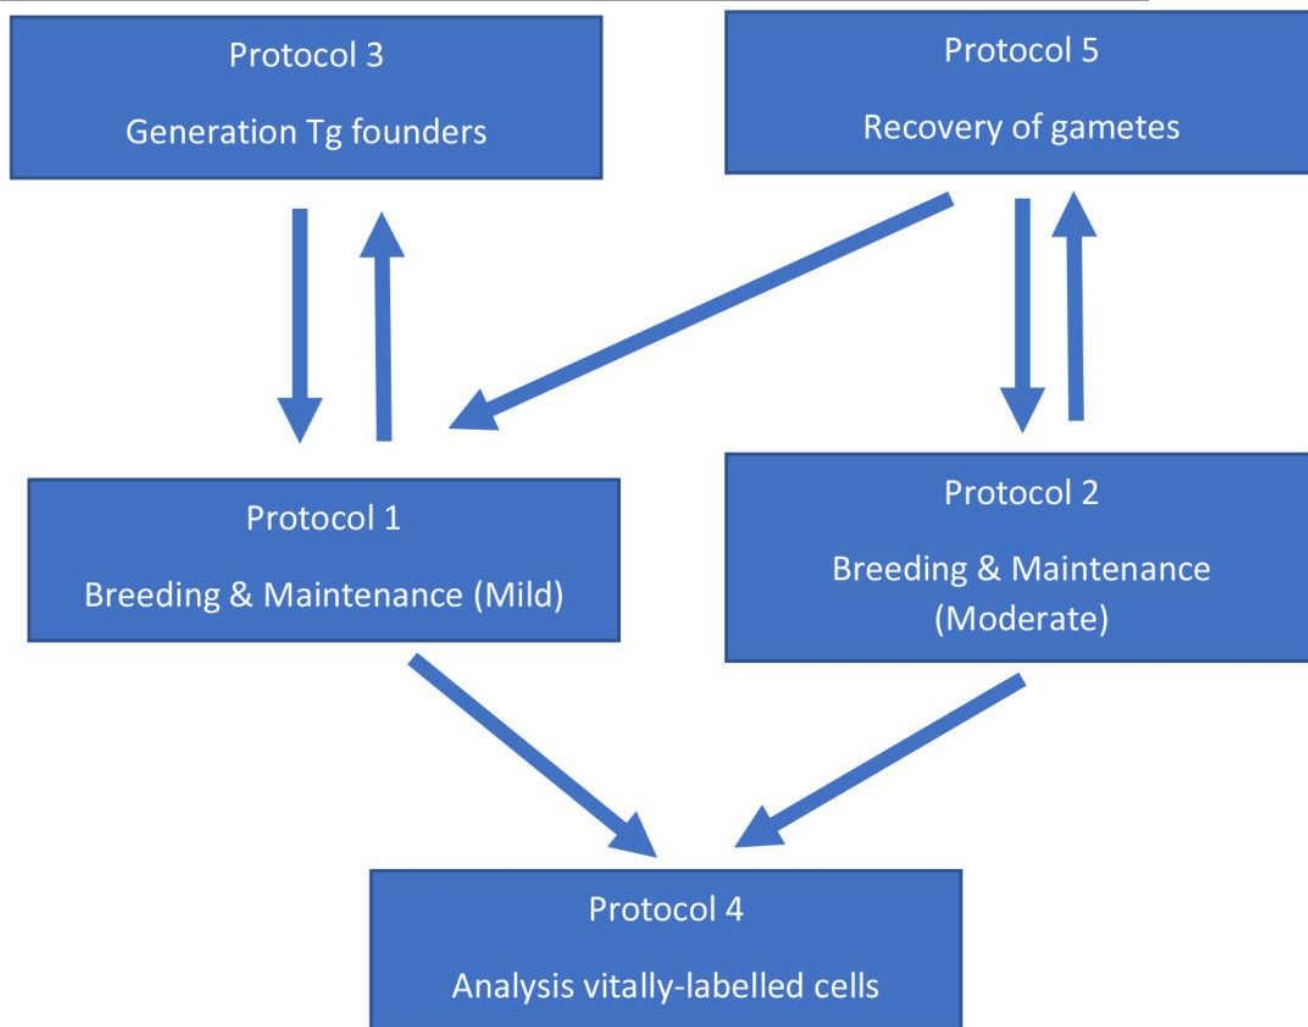 Protocol 3
Generation Tg founders
Protocol 5
Recovery of gametes
Protocol 1
Breeding & Maintenance (Mild)
Protocol 2
Breeding & Maintenance
(Moderate)
Protocol 4
Analysis vitally-labelled cells